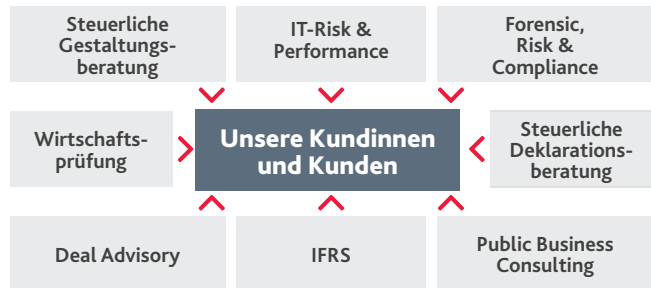 Steuerliche
Gestaltungs-
beratung
IT-Risk &
Performance
Forensic,
Risk &
Compliance
Wirtschafts-
prüfung
Unsere Kundinnen
und Kunden
Steuerliche
Deklarations-
beratung
Deal Advisory
IFRS
Public Business
Consulting